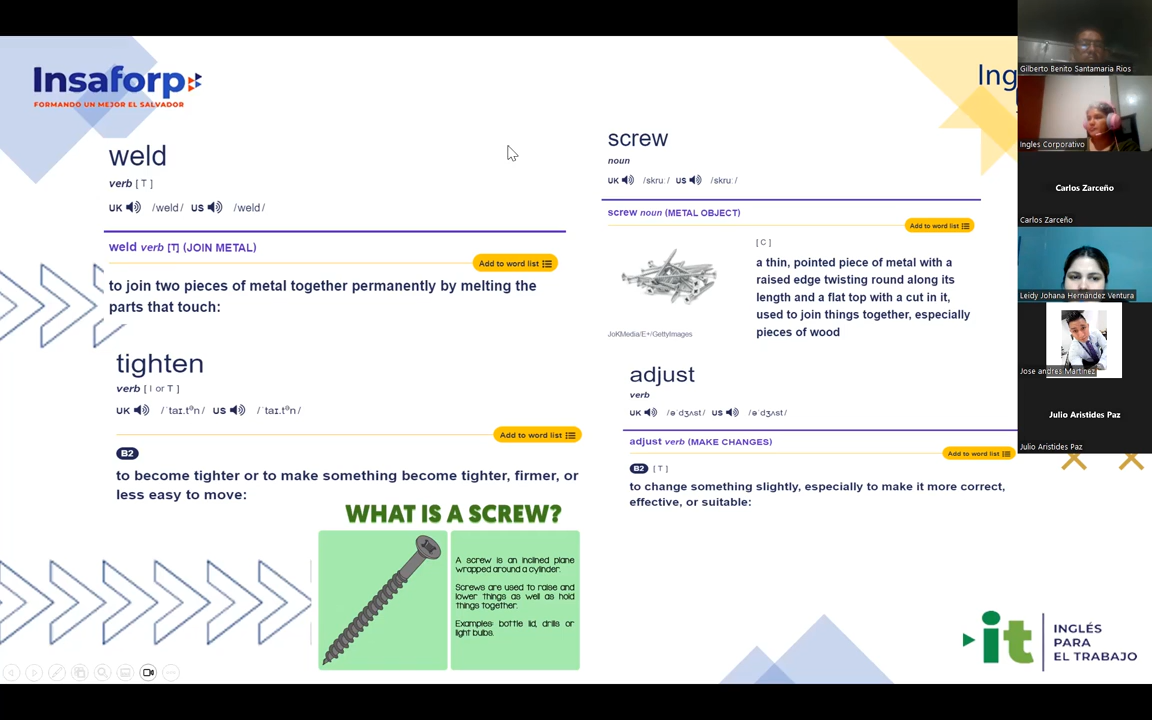 Insaforp
FORMANDO UN MEJOR EL SALVADOR
Ing
weld
verb [ T ]
UK /weld/ US /weld/
weld verb [T] (JOIN METAL)
Add to word list
to join two pieces of metal together permanently by melting the
parts that touch:
screw
noun
UK /skruː/ US /skruː/
screw noun (METAL OBJECT)
Add to word list
[ C ]
a thin, pointed piece of metal with a
raised edge twisting round along its
length and a flat top with a cut in it,
used to join things together, especially
pieces of wood
JoKMedia/E+/GettyImages
tighten
verb [ I or T ]
UK /ˈtaɪ.tᵊn/ US /ˈtaɪ.tᵊn/
Add to word list
B2
to become tighter or to make something become tighter, firmer, or
less easy to move:
adjust
verb
UK /əˈdʒʌst/ US /əˈdʒʌst/
adjust verb (MAKE CHANGES)
Add to word list
B2 [ T ]
to change something slightly, especially to make it more correct,
effective, or suitable:
WHAT IS A SCREW?
A screw is an inclined plane
wrapped around a cylinder.
Screws are used to raise and
lower things as well as hold
things together.
Examples: bottle lid, drills or
light bulbs.
it
INGLÉS
PARA
EL TRABAJO
Gilberto Benito Santamaria Rios
Ingles Corporativo
Carlos Zarceño
Carlos Zarceño
Leidy Johana Hernández Ventura
Jose andres Martinez
Julio Aristides Paz
Julio Aristides Paz